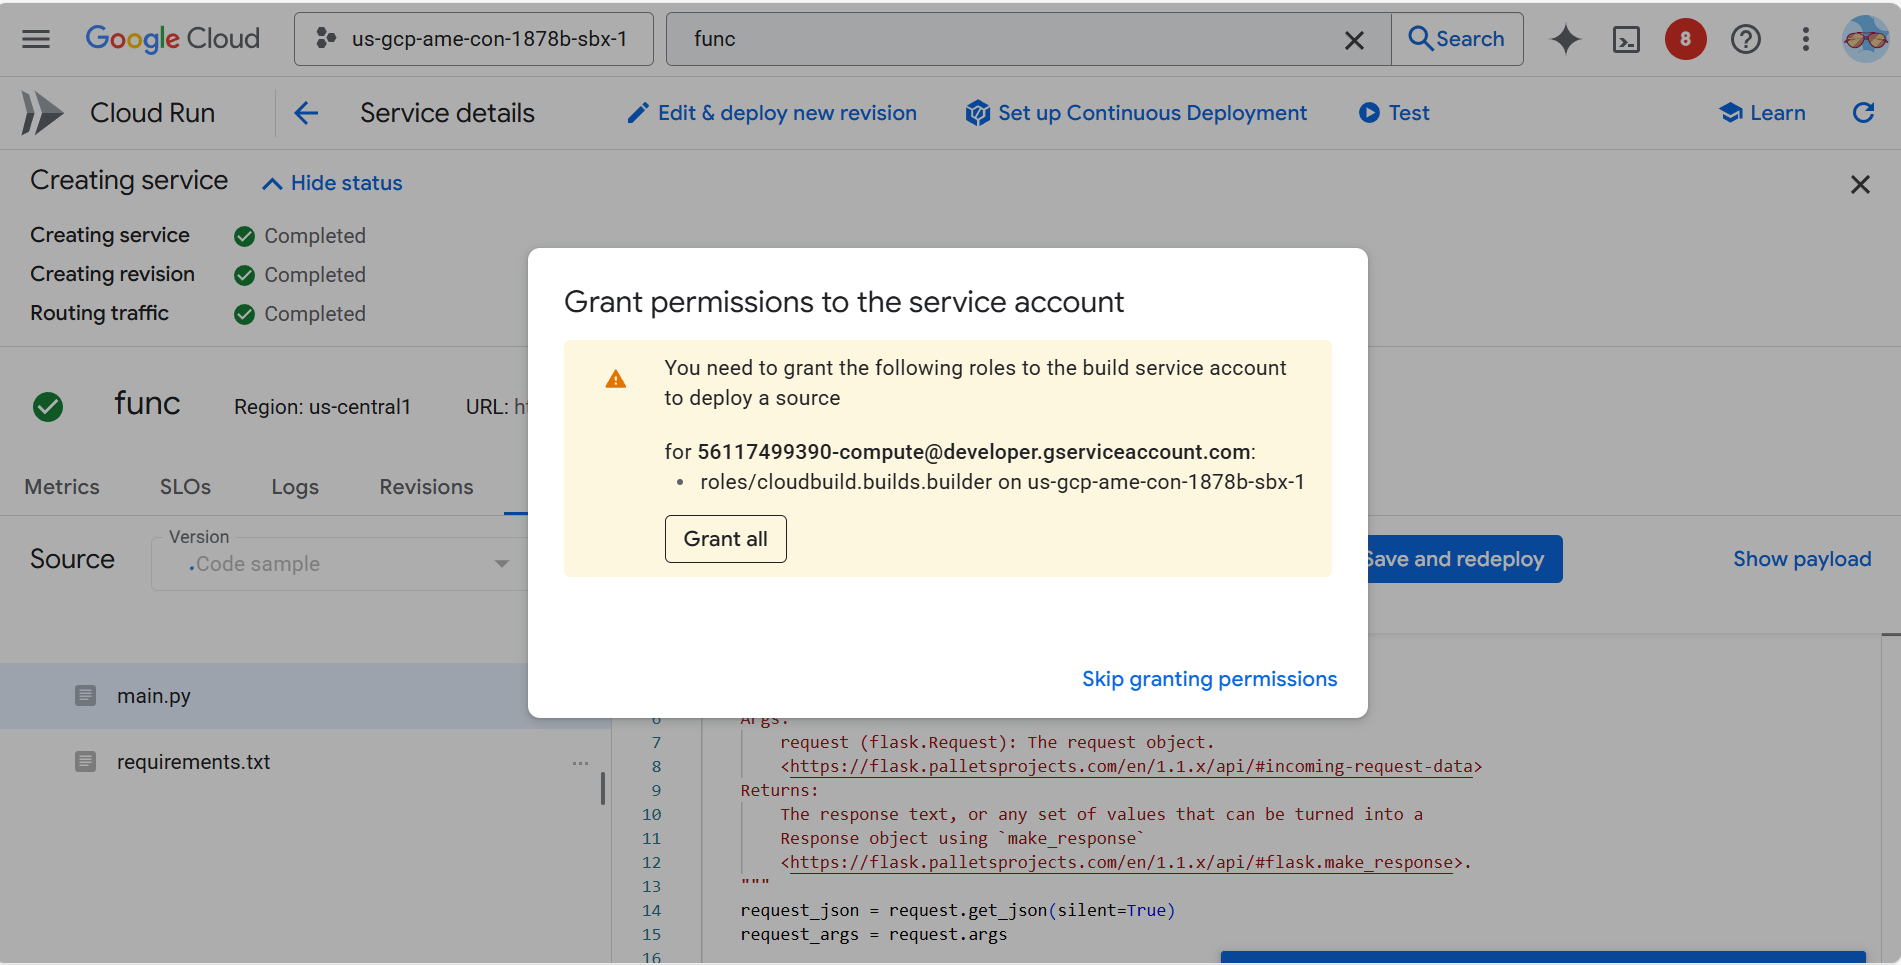 Google Cloud
us-gcp-ame-con-1878b-sbx-1
func
Search
8
Cloud Run
Service details
Edit & deploy new revision
Set up Continuous Deployment
Test
Learn
Creating service
Hide status
Creating service Completed
Creating revision Completed
Routing traffic Completed
func
Region: us-central1
URL:
Metrics
SLOs
Logs
Revisions
Source
Version
Code sample
Save and redeploy
Show payload
Grant permissions to the service account
You need to grant the following roles to the build service account
to deploy a source
for 56117499390-compute@developer.gserviceaccount.com:
• roles/cloudbuild.builds.builder on us-gcp-ame-con-1878b-sbx-1
Grant all
Skip granting permissions
main.py
requirements.txt
6 Args:
7 request (flask.Request): The request object.
8 <https://flask.palletsprojects.com/en/1.1.x/api/#incoming-request-data>
9 Returns:
10 The response text, or any set of values that can be turned into a
11 Response object using `make_response`
12 <https://flask.palletsprojects.com/en/1.1.x/api/#flask.make_response>.
13 """
14 request_json = request.get_json(silent=True)
15 request_args = request.args
16